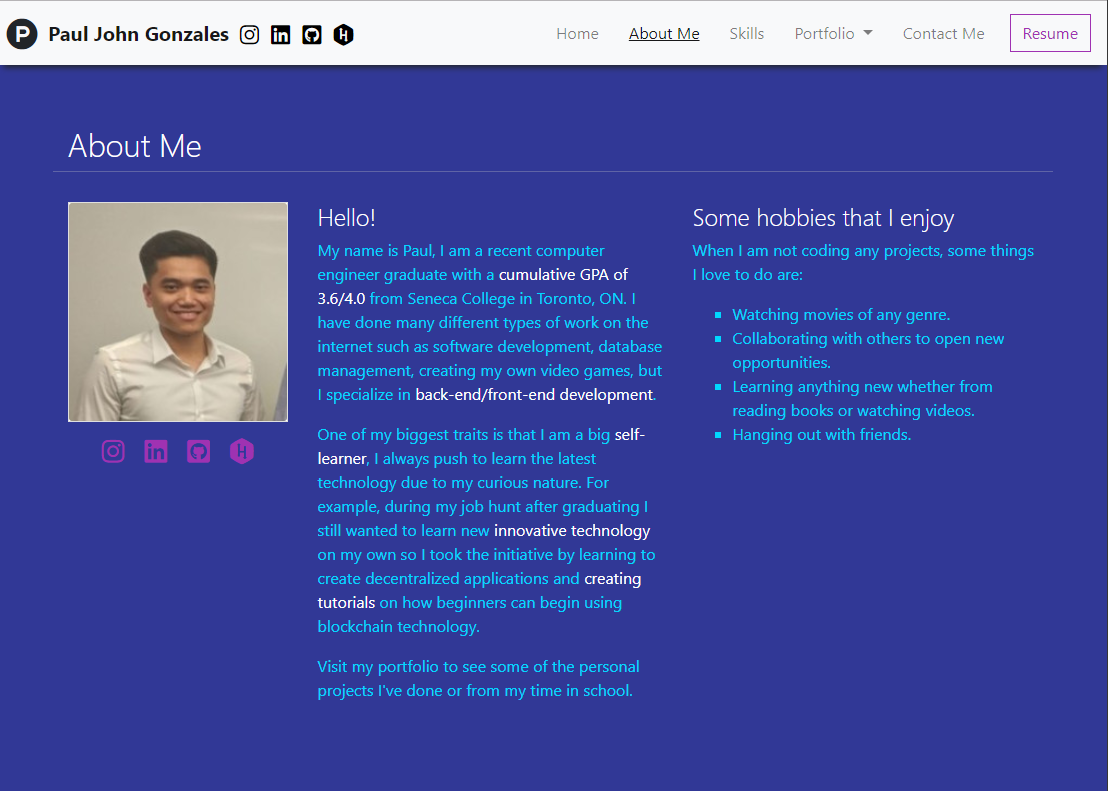 P Paul John Gonzales H Home About Me Skills Portfolio Contact Me Resume
About Me
Hello!
My name is Paul, I am a recent computer
engineer graduate with a cumulative GPA of
3.6/4.0 from Seneca College in Toronto, ON. I
have done many different types of work on the
internet such as software development, database
management, creating my own video games, but
I specialize in back-end/front-end development.
One of my biggest traits is that I am a big self-
learner, I always push to learn the latest
technology due to my curious nature. For
example, during my job hunt after graduating I
still wanted to learn new innovative technology
on my own so I took the initiative by learning to
create decentralized applications and creating
tutorials on how beginners can begin using
blockchain technology.
Visit my portfolio to see some of the personal
projects I've done or from my time in school.
Some hobbies that I enjoy
When I am not coding any projects, some things
I love to do are:
Watching movies of any genre.
Collaborating with others to open new
opportunities.
Learning anything new whether from
reading books or watching videos.
Hanging out with friends.